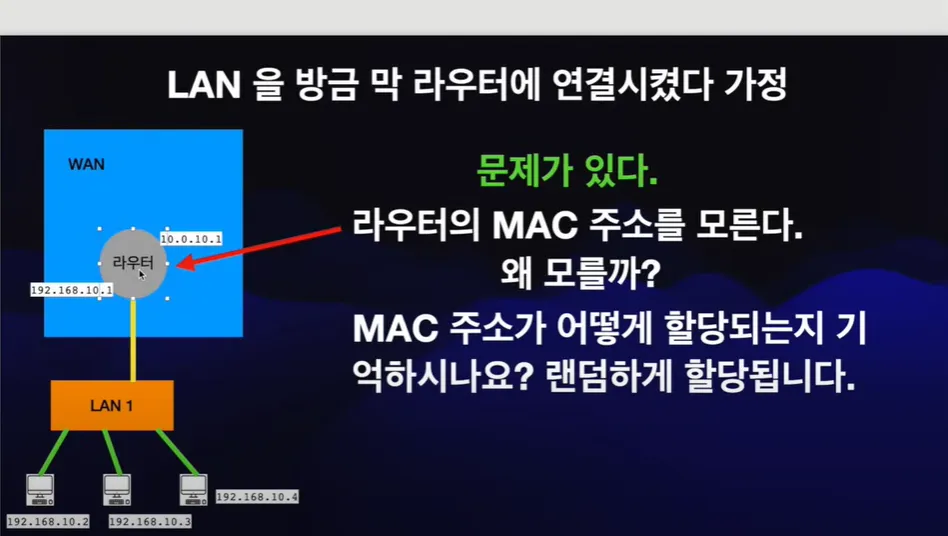 LAN 을 방금 막 라우터에 연결시켰다 가정
WAN
문제가 있다.
라우터의 MAC 주소를 모른다.
10.0.10.1
라우터
왜 모를까?
192.168.10.1
MAC 주소가 어떻게 할당되는지 기
억하시나요? 랜덤하게 할당됩니다.
LAN 1
192.168.10.4
192.168.10.2
192.168.10.3